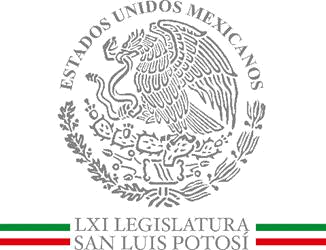 ESTADOS UNIDOS MEXICANOS
LXI LEGISLATURA
SAN LUIS POTOSÍ